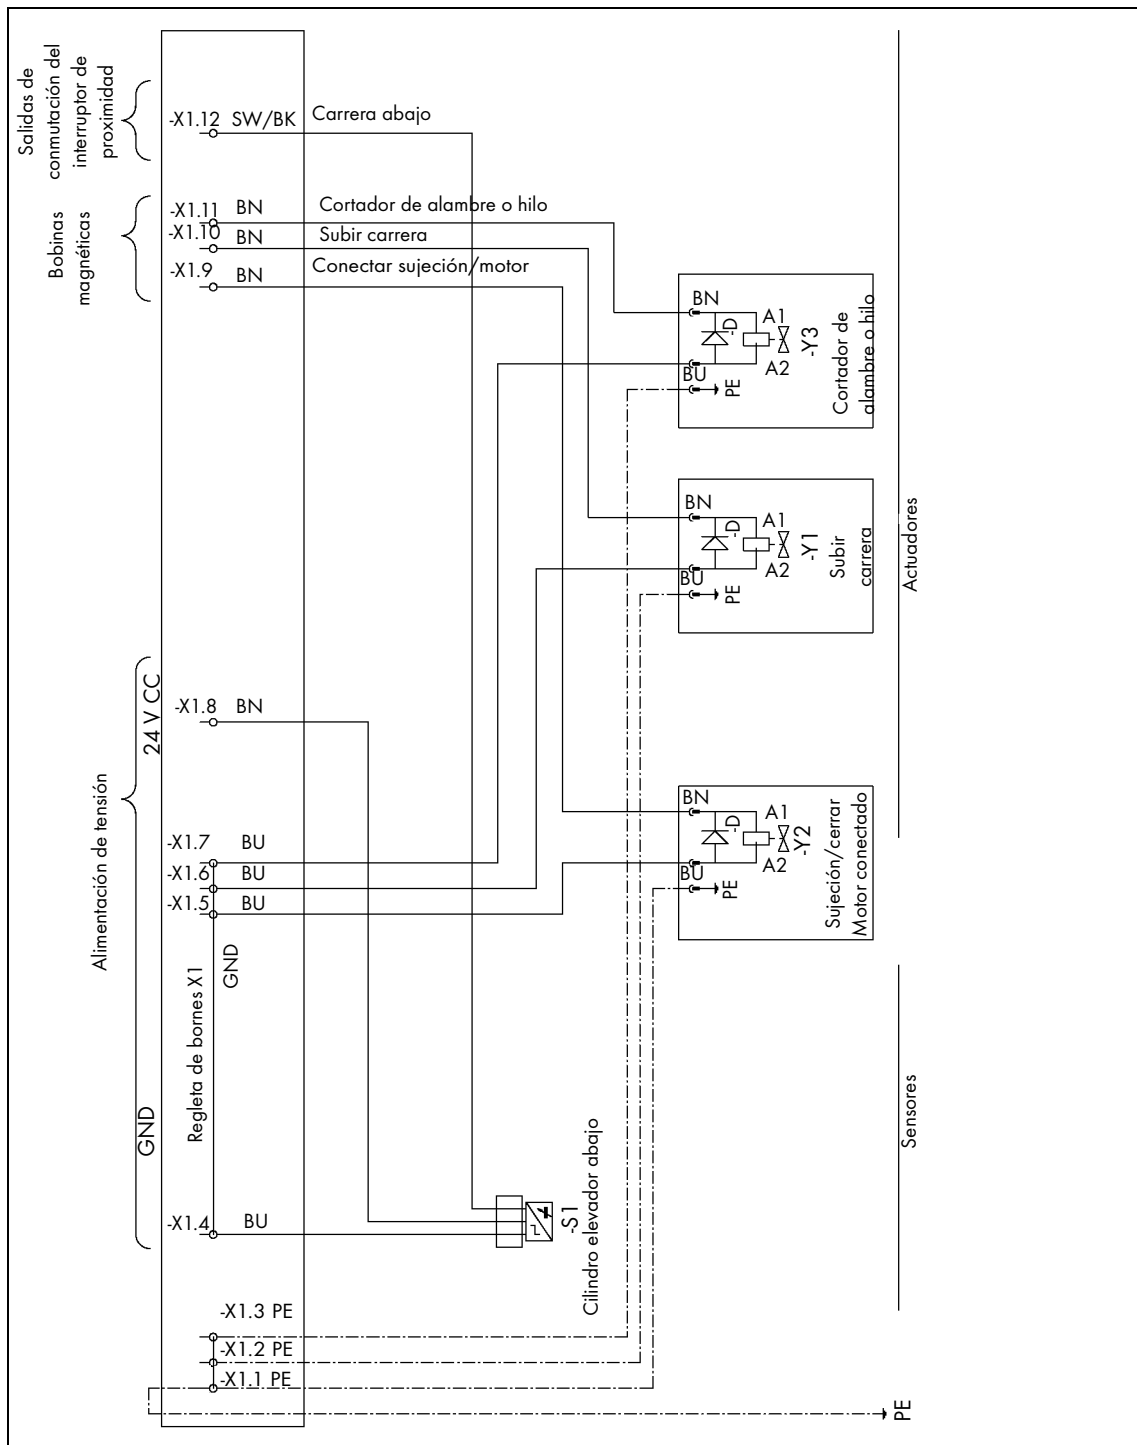 Salidas de
conmutación del
interruptor de
proximidad
-X1.12 SW/BK Carrera abajo
Bobinas
magnéticas
-X1.11 BN Cortador de alambre o hilo
-X1.10 BN Subir carrera
-X1.9 BN Conectar sujeción/motor
BN
-D
A1
A2
BU
PE
-Y3
Cortador de
alambre o hilo
BN
-D
A1
A2
BU
PE
-Y1
Subir
carrera
Actuadores
Alimentación de tensión
24 V CC
-X1.8 BN
-X1.7 BU
-X1.6 BU
-X1.5 BU
BN
-D
A1
A2
BU
PE
-Y2
Sujeción/cerrar
Motor conectado
GND
Regleta de bornes X1
GND
-X1.4 BU
-S1
Cilindro elevador abajo
Sensores
-X1.3 PE
-X1.2 PE
-X1.1 PE
PE